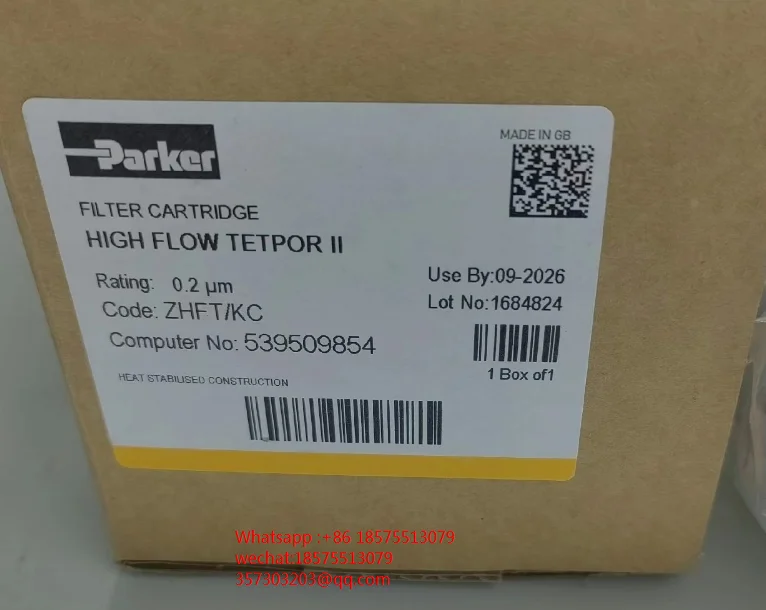 Parker
MADE IN GB
FILTER CARTRIDGE
HIGH FLOW TETPOR II
Rating: 0.2 µm
Use By:09-2026
Code: ZHFT/KC
Lot No:1684824
Computer No: 539509854
1 Box of1
HEAT STABILISED CONSTRUCTION
Whatsapp :+86 18575513079
wechat:18575513079
357303203@qq.com